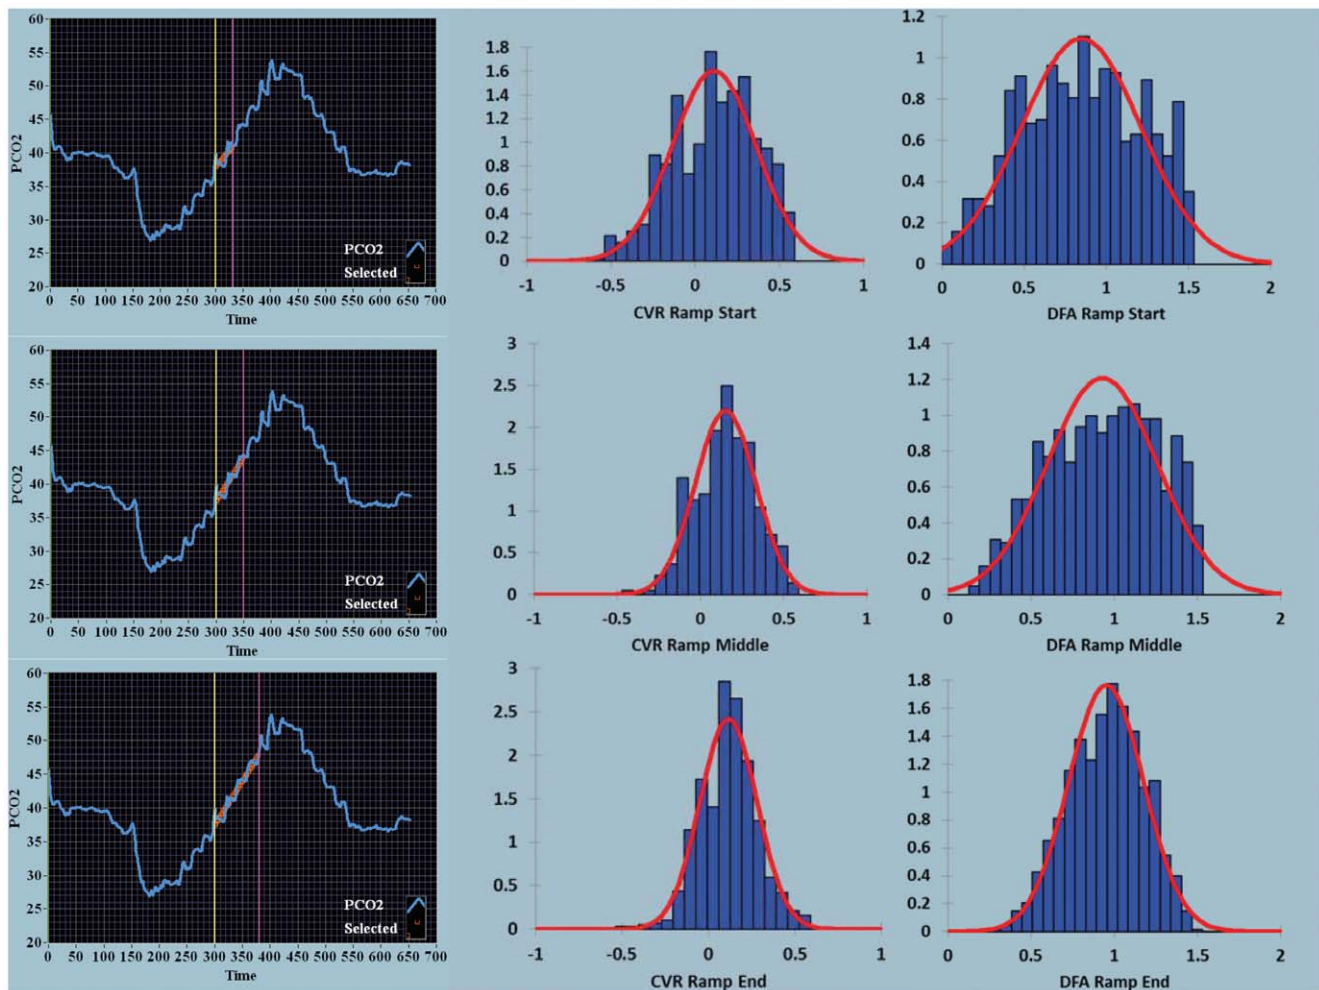 60
55
50
45
40
35
30
25
20
PCO2
PCO2
Selected
0 50 100 150 200 250 300 350 400 450 500 550 600 650 700
Time
1.8
1.6
1.4
1.2
1
0.8
0.6
0.4
0.2
0
-1 -0.5 0 0.5 1
CVR Ramp Start
1.2
1
0.8
0.6
0.4
0.2
0
0 0.5 1 1.5 2
DFA Ramp Start
60
55
50
45
40
35
30
25
20
PCO2
PCO2
Selected
0 50 100 150 200 250 300 350 400 450 500 550 600 650 700
Time
3
2.5
2
1.5
1
0.5
0
-1 -0.5 0 0.5 1
CVR Ramp Middle
1.4
1.2
1
0.8
0.6
0.4
0.2
0
0 0.5 1 1.5 2
DFA Ramp Middle
60
55
50
45
40
35
30
25
20
PCO2
PCO2
Selected
0 50 100 150 200 250 300 350 400 450 500 550 600 650 700
Time
3
2.5
2
1.5
1
0.5
0
-1 -0.5 0 0.5 1
CVR Ramp End
1.8
1.6
1.4
1.2
1
0.8
0.6
0.4
0.2
0
0 0.5 1 1.5 2
DFA Ramp End